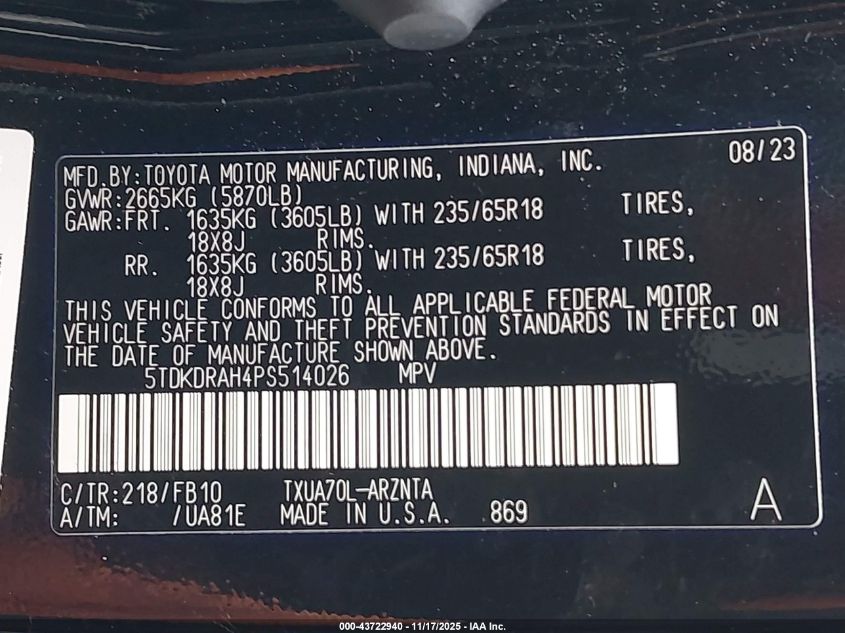 08/23
MFD.BY:TOYOTA MOTOR MANUFACTURING, INDIANA, INC.
GVWR:2665KG (5870LB)
GAWR:FRT. 1635KG (3605LB) WITH 235/65R18 TIRES,
18X8J RIMS.
RR. 1635KG (3605LB) WITH 235/65R18 TIRES,
18X8J RIMS.
THIS VEHICLE CONFORMS TO ALL APPLICABLE FEDERAL MOTOR
VEHICLE SAFETY AND THEFT PREVENTION STANDARDS IN EFFECT ON
THE DATE OF MANUFACTURE SHOWN ABOVE.
5TDKDRAH4PS514026 MPV
C/TR:218/FB10 TXUA70L-ARZNTA
A/TM: /UA81E MADE IN U.S.A. 869
A
000-43722940 - 11/17/2025 - IAA Inc.